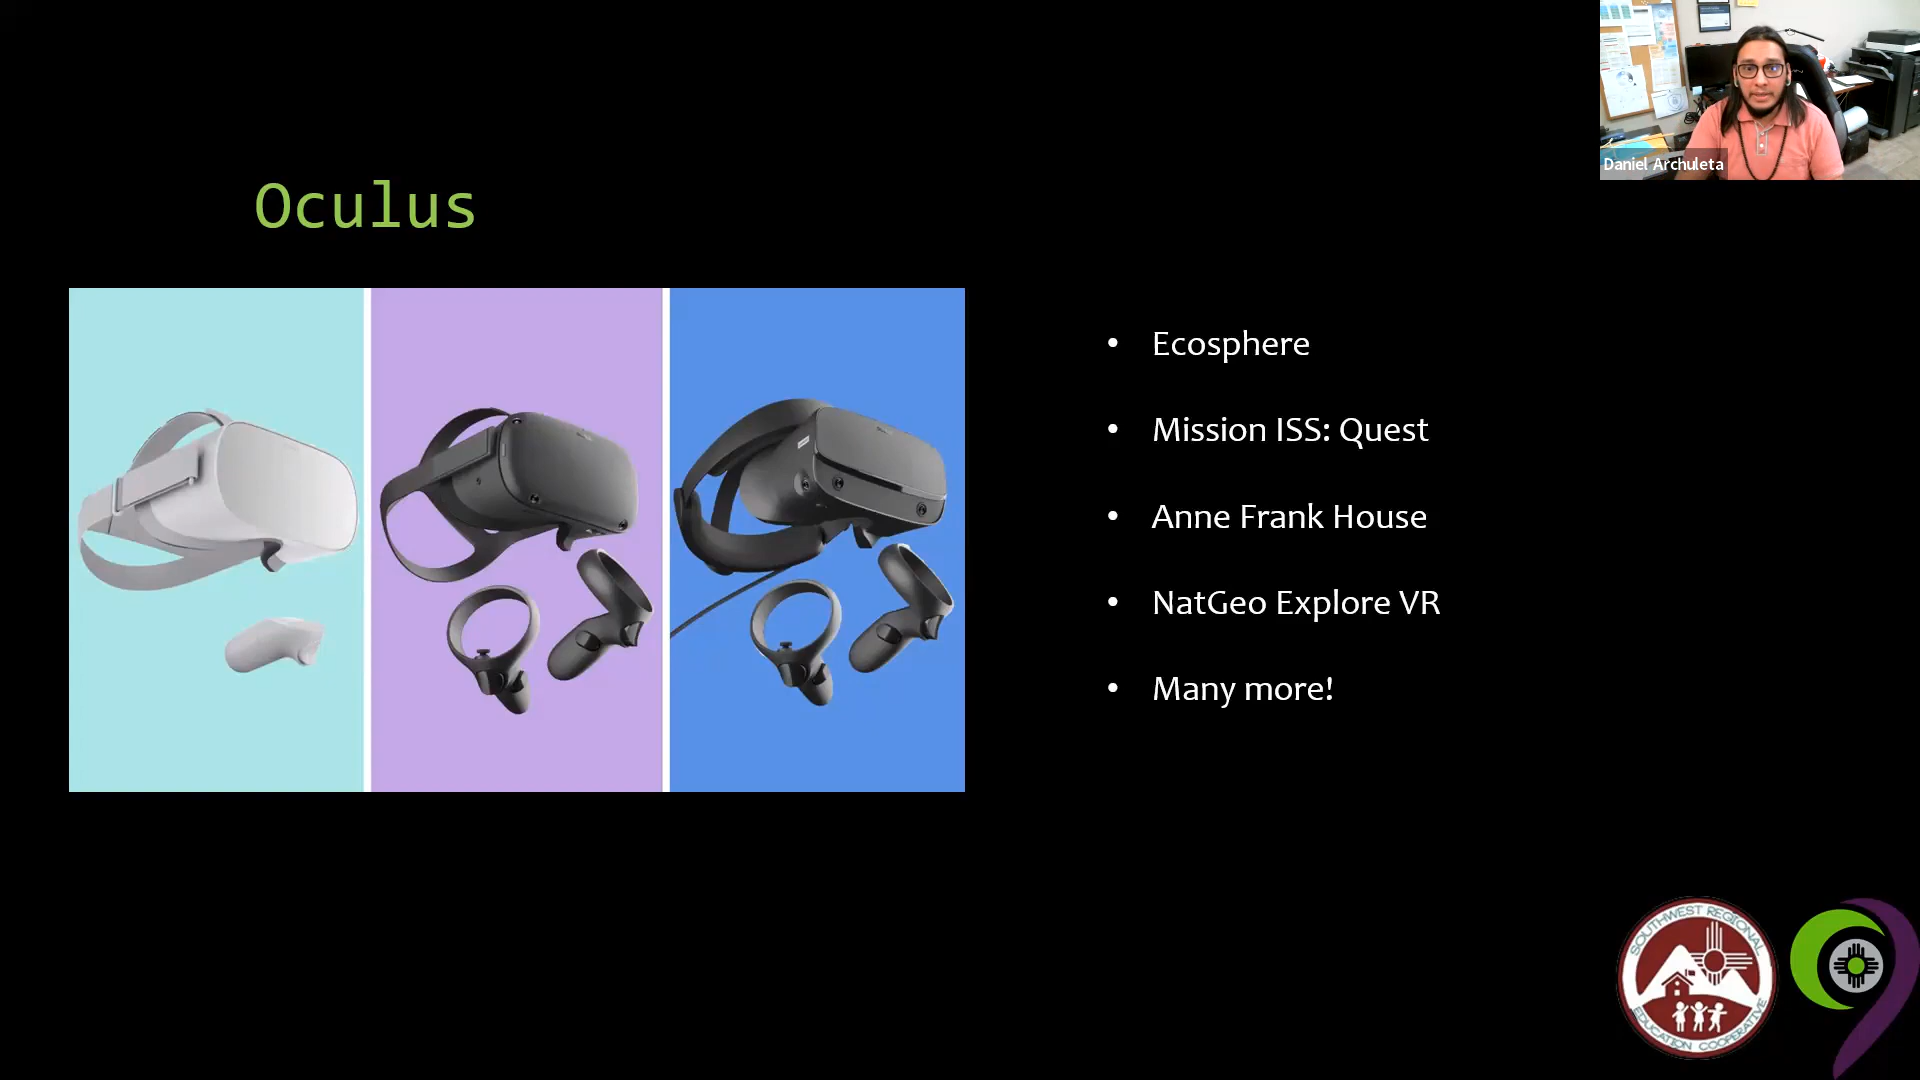 Daniel Archuleta
Oculus
• Ecosphere
• Mission ISS: Quest
• Anne Frank House
• NatGeo Explore VR
• Many more!
SOUTHWEST REGIONAL
EDUCATION COOPERATIVE